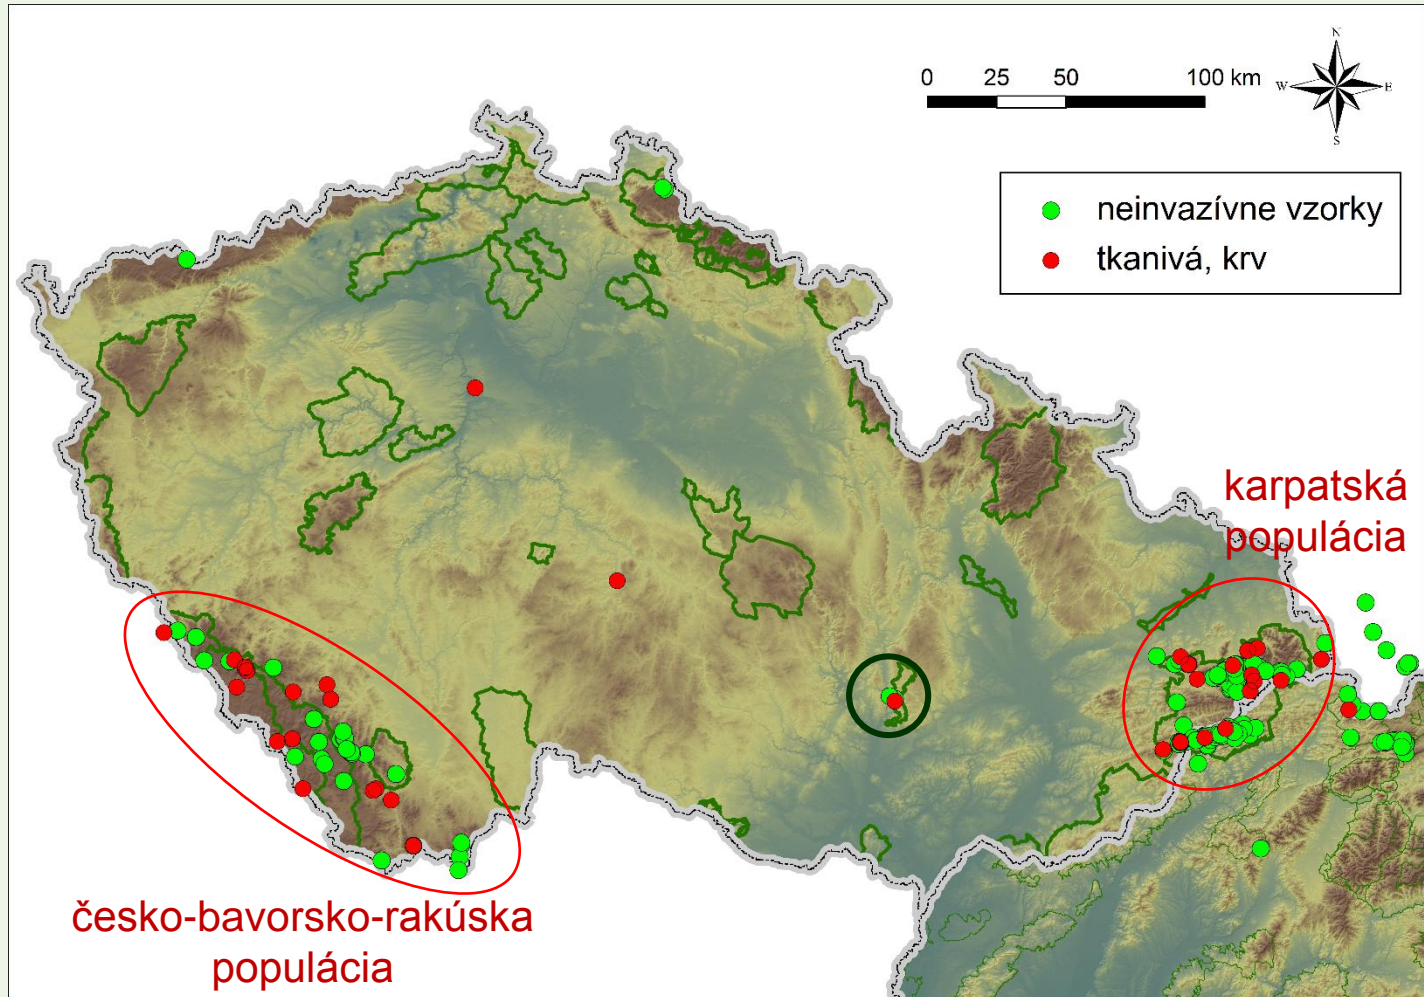 0 25 50 100 km
N
W E
S
neinvazívne vzorky
tkanivá, krv
karpatská
populácia
česko-bavorsko-rakúska
populácia